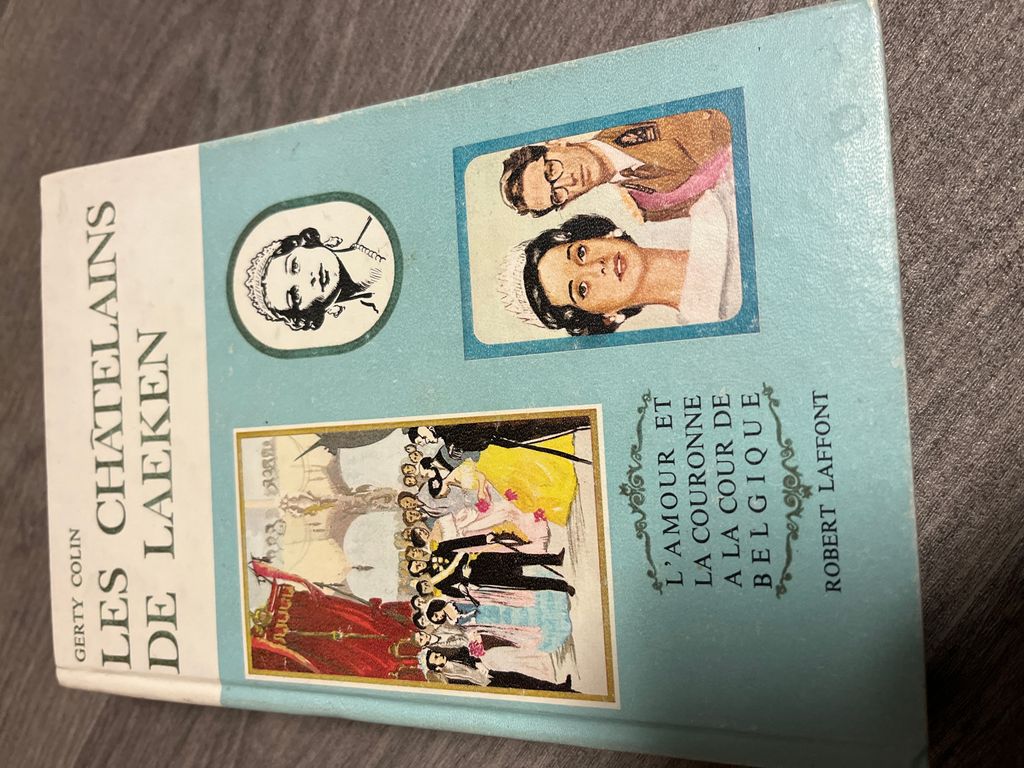 GERTY COLIN
LES CHÂTELAINS
DE LAEKEN
L'AMOUR ET
LA COURONNE
A LA COUR DE
BELGIQUE
ROBERT LAFFONT